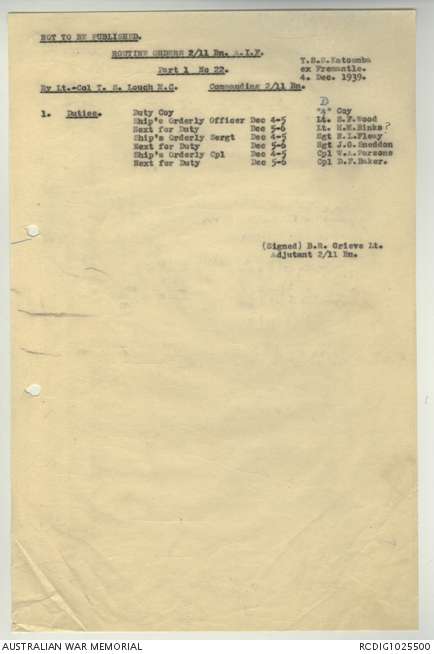 NOT TO BE PUBLISHED.
ROUTINE ORDERS 2/11 Bn. A.I.F.
T.S.S. Katoomba
Part 1 No 22.
ex Fremantle.
4. Dec. 1939.
By Lt.-Col T. S. Louch M.C. Commanding 2/11 Bn.
D
1. Duties. Duty Coy "A" Coy
Ship's Orderly Officer Dec 4-5 Lt. S.F. Wood
Next for Duty Dec 5-6 Lt. K.M. Binks?
Ship's Orderly Sergt Dec 4-5 Sgt R.L. Fleay
Next for Duty Dec 5-6 Sgt J.G. Sneddon
Ship's Orderly Cpl Dec 4-5 Cpl W.A. Parsons
Next for Duty Dec 5-6 Cpl D.F. Baker.
(Signed) B.R. Grieve Lt.
Adjutant 2/11 Bn.
AUSTRALIAN WAR MEMORIAL
RCDIG1025500